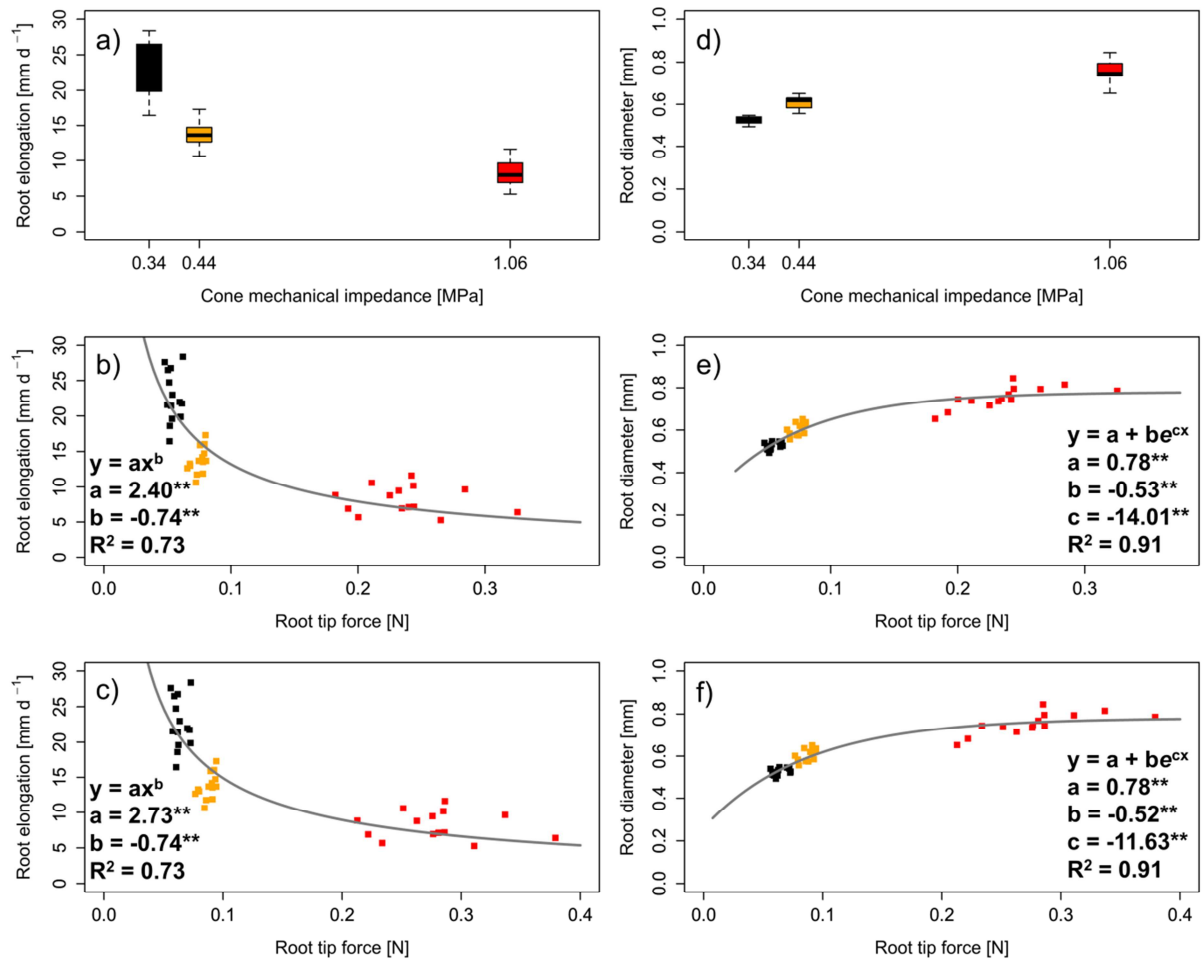 a)
Root elongation [mm d⁻¹]
30
25
20
15
10
5
0
0.34 0.44 1.06
Cone mechanical impedance [MPa]
d)
Root diameter [mm]
1.0
0.8
0.6
0.4
0.2
0.0
0.34 0.44 1.06
Cone mechanical impedance [MPa]
b)
Root elongation [mm d⁻¹]
30
25
20
15
10
5
0
y = axᵇ
a = 2.40**
b = -0.74**
R² = 0.73
0.0 0.1 0.2 0.3
Root tip force [N]
e)
Root diameter [mm]
1.0
0.8
0.6
0.4
0.2
0.0
y = a + beᶜˣ
a = 0.78**
b = -0.53**
c = -14.01**
R² = 0.91
0.0 0.1 0.2 0.3
Root tip force [N]
c)
Root elongation [mm d⁻¹]
30
25
20
15
10
5
0
y = axᵇ
a = 2.73**
b = -0.74**
R² = 0.73
0.0 0.1 0.2 0.3 0.4
Root tip force [N]
f)
Root diameter [mm]
1.0
0.8
0.6
0.4
0.2
0.0
y = a + beᶜˣ
a = 0.78**
b = -0.52**
c = -11.63**
R² = 0.91
0.0 0.1 0.2 0.3 0.4
Root tip force [N]